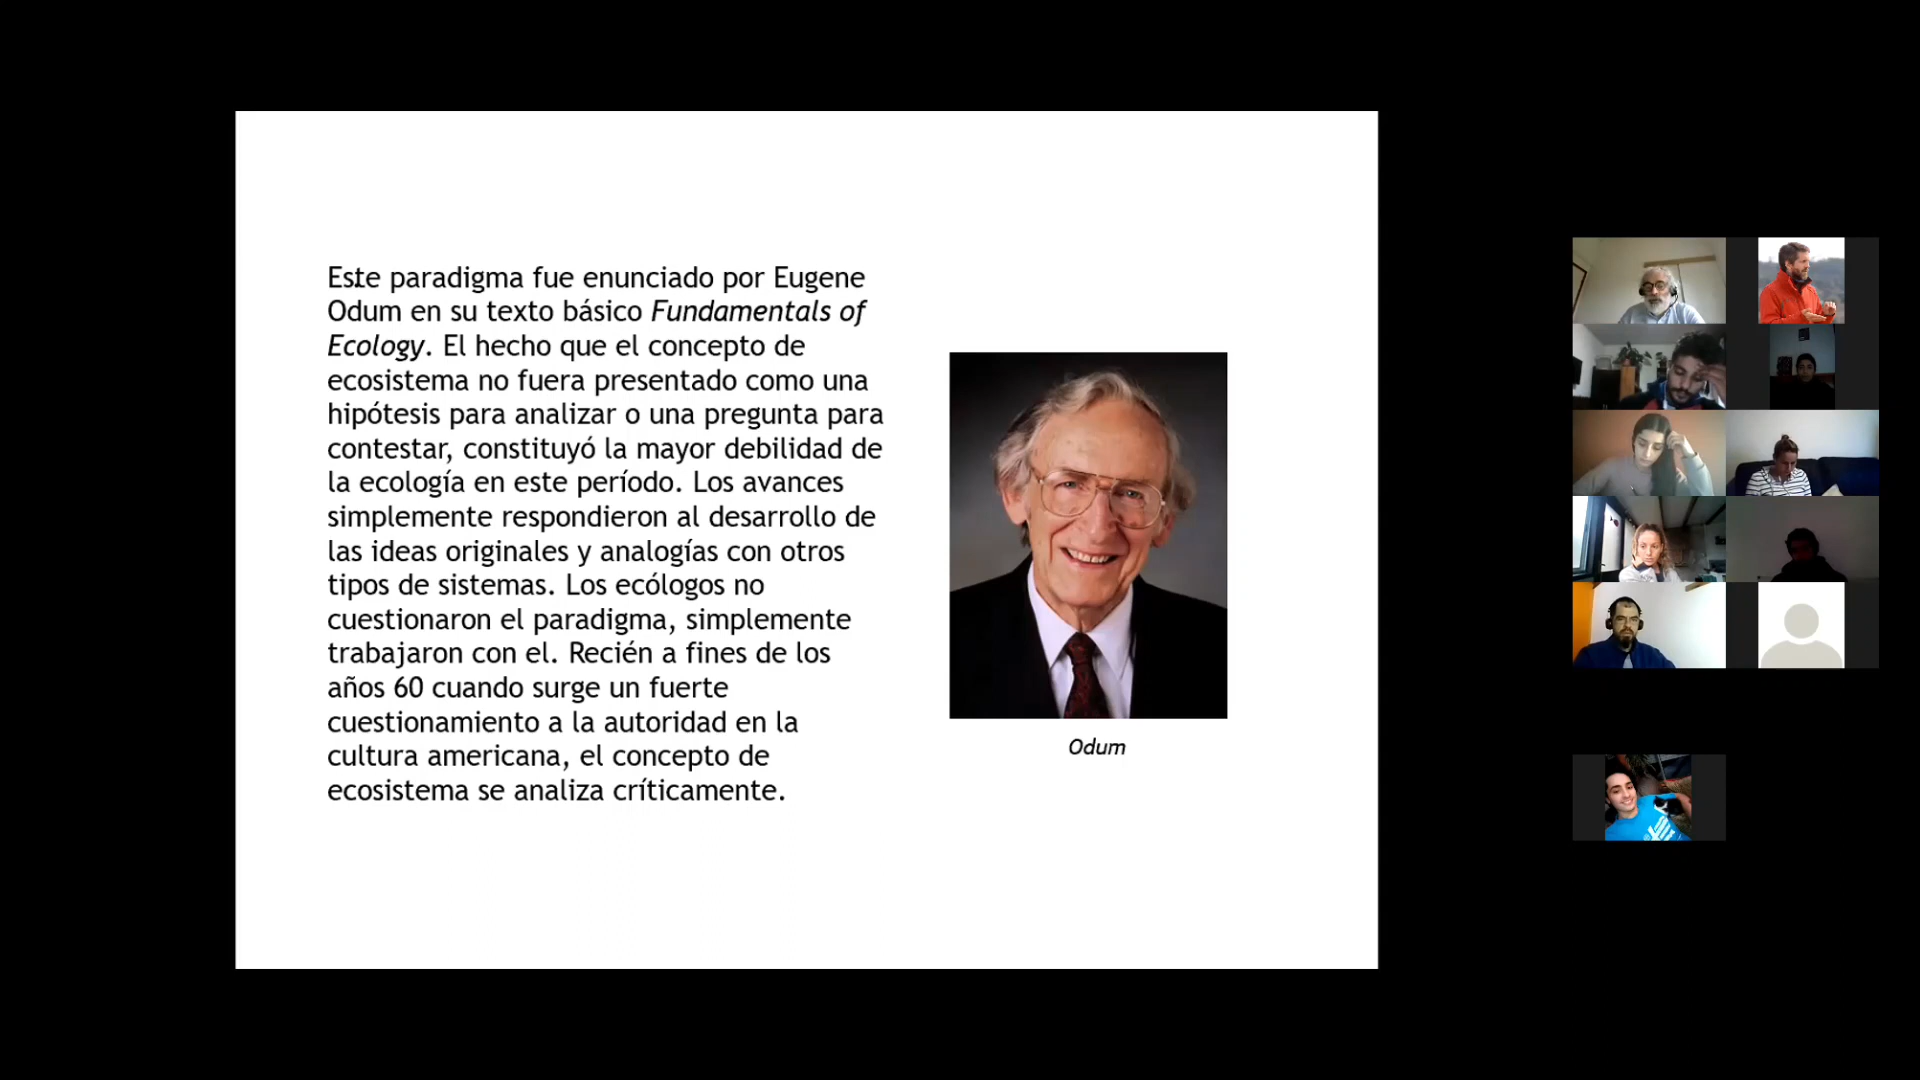 Este paradigma fue enunciado por Eugene
Odum en su texto básico Fundamentals of
Ecology. El hecho que el concepto de
ecosistema no fuera presentado como una
hipótesis para analizar o una pregunta para
contestar, constituyó la mayor debilidad de
la ecología en este período. Los avances
simplemente respondieron al desarrollo de
las ideas originales y analogías con otros
tipos de sistemas. Los ecólogos no
cuestionaron el paradigma, simplemente
trabajaron con el. Recién a fines de los
años 60 cuando surge un fuerte
cuestionamiento a la autoridad en la
cultura americana, el concepto de
ecosistema se analiza críticamente.
Odum